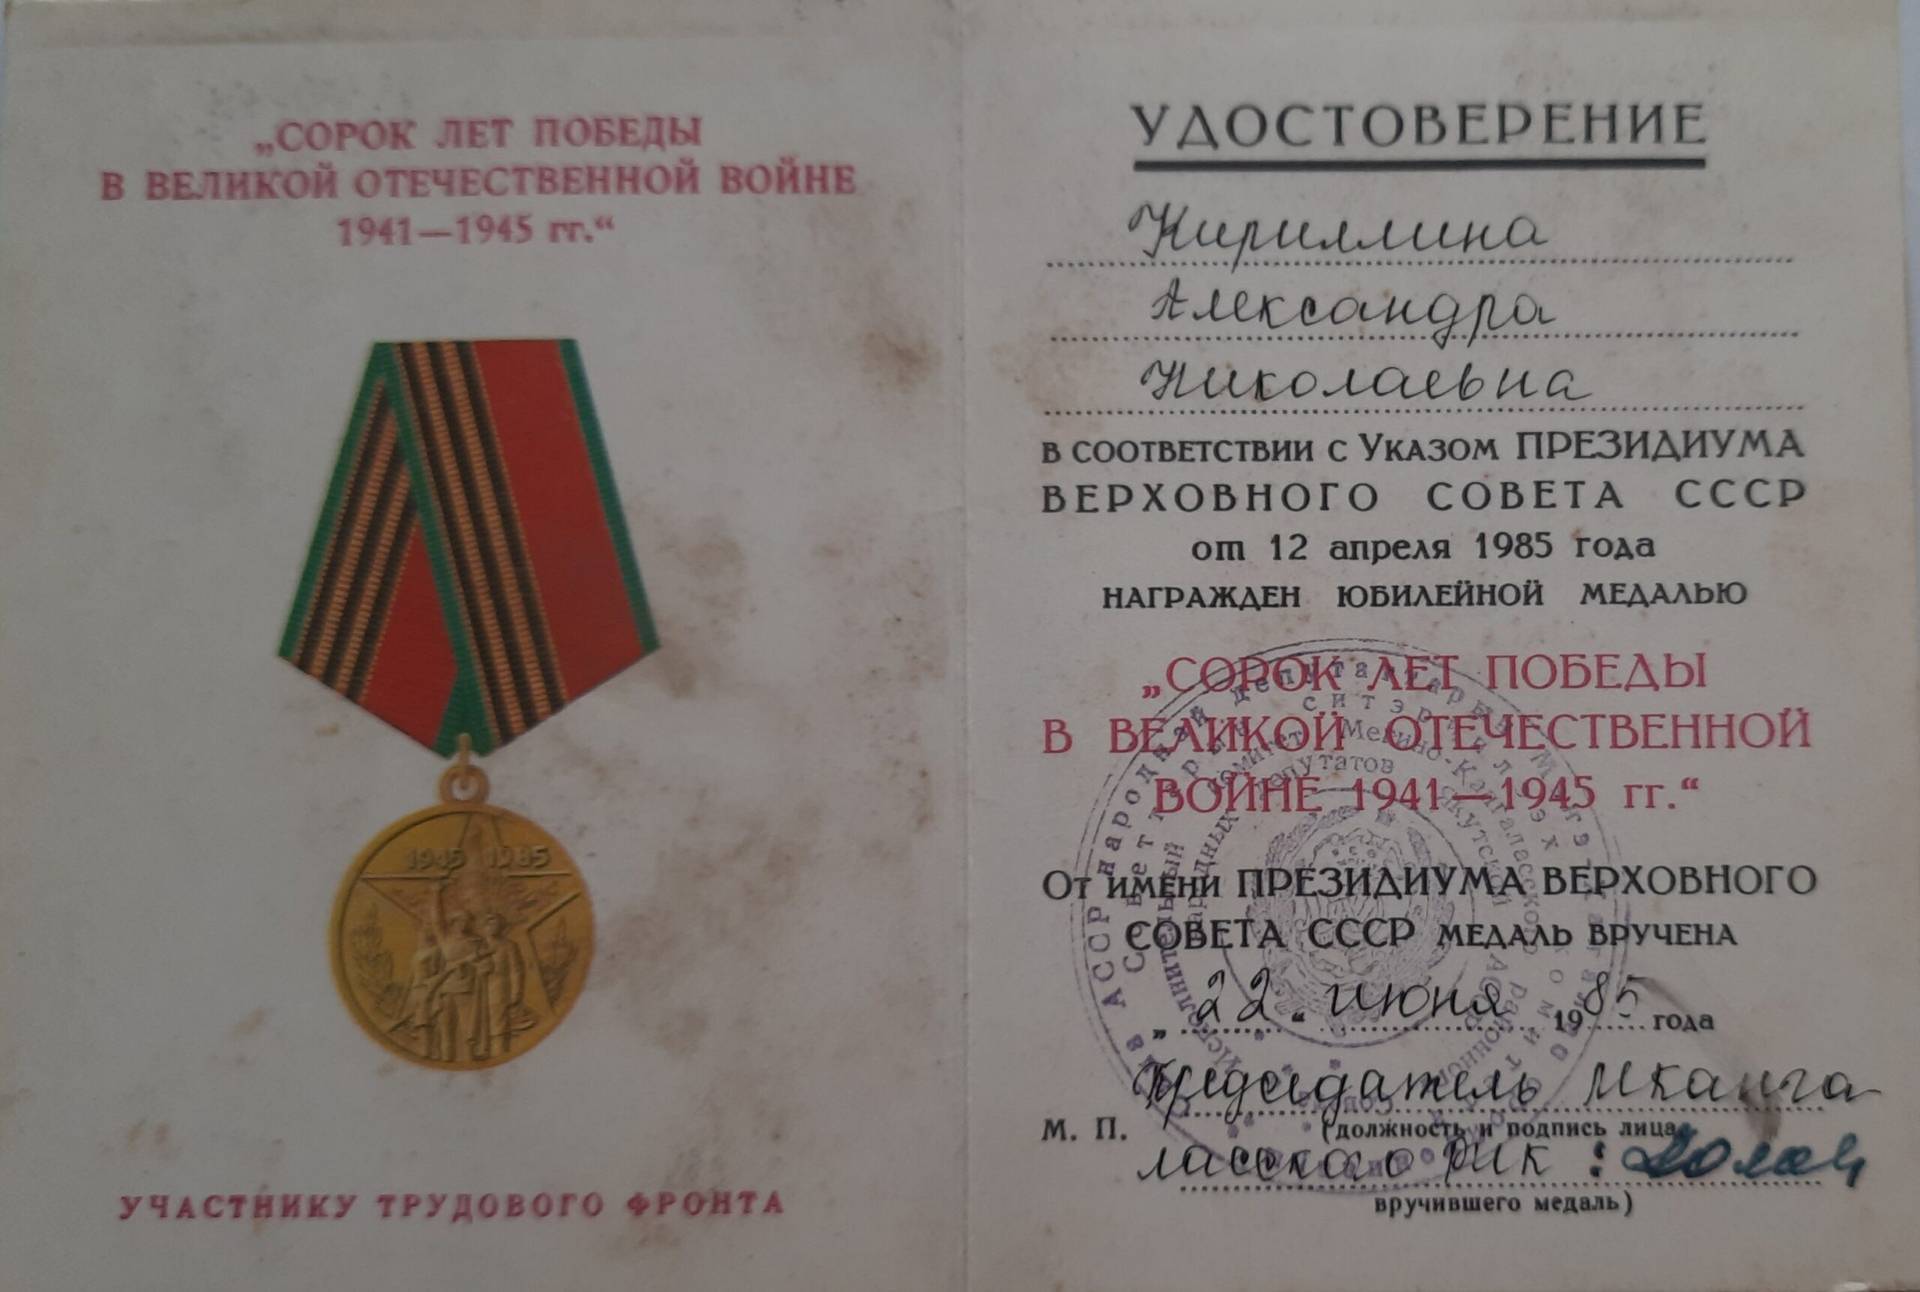 „СОРОК ЛЕТ ПОБЕДЫ
В ВЕЛИКОЙ ОТЕЧЕСТВЕННОЙ ВОЙНЕ
1941—1945 гг.“
1945 1985
УЧАСТНИКУ ТРУДОВОГО ФРОНТА
УДОСТОВЕРЕНИЕ
Кириллина
Александра
Николаевна
В СООТВЕТСТВИИ С УКАЗОМ ПРЕЗИДИУМА
ВЕРХОВНОГО СОВЕТА СССР
от 12 апреля 1985 года
НАГРАЖДЕН ЮБИЛЕЙНОЙ МЕДАЛЬЮ
„СОРОК ЛЕТ ПОБЕДЫ
В ВЕЛИКОЙ ОТЕЧЕСТВЕННОЙ
ВОЙНЕ 1941—1945 гг.“
ОТ ИМЕНИ ПРЕЗИДИУМА ВЕРХОВНОГО
СОВЕТА СССР МЕДАЛЬ ВРУЧЕНА
„22“ июня 1985 года
Председатель Мканга
М. П. (должность и подпись лица,
ласского РИК :
вручившего медаль)